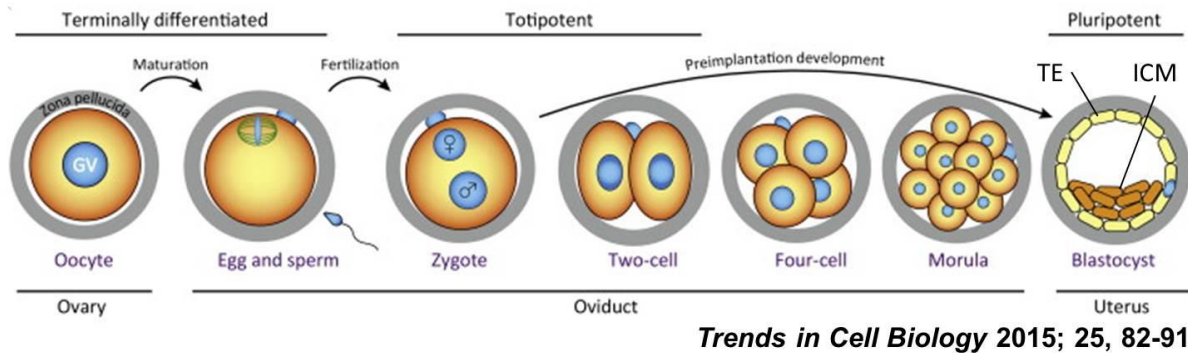 Terminally differentiated
Totipotent
Pluripotent
Maturation
Fertilization
Preimplantation development
TE
ICM
Zona pellucida
GV
♀
♂
Oocyte
Egg and sperm
Zygote
Two-cell
Four-cell
Morula
Blastocyst
Ovary
Oviduct
Uterus
Trends in Cell Biology 2015; 25, 82-91